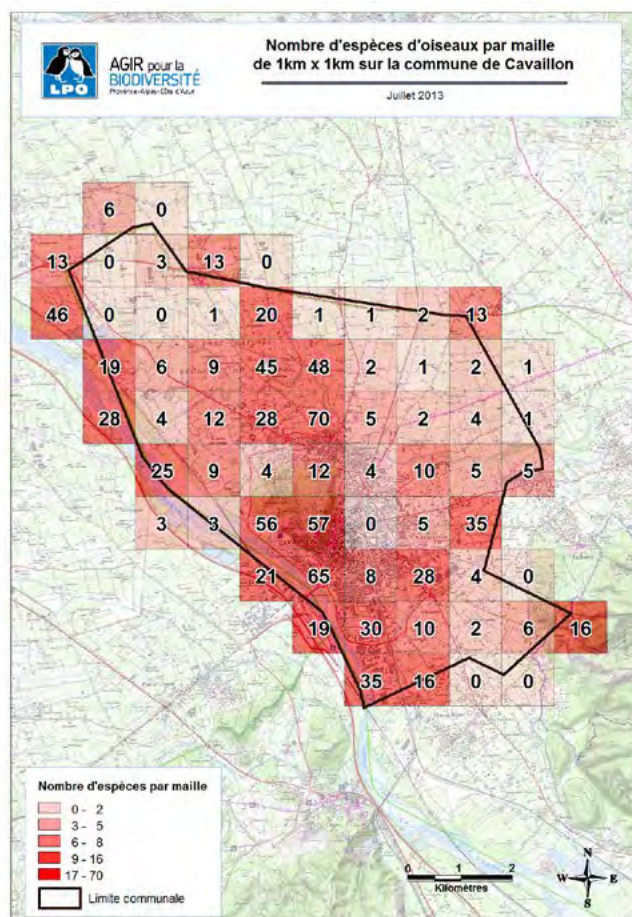 LPO
AGIR pour la
BIODIVERSITÉ
Provence-Alpes-Côte d'Azur
Nombre d'espèces d'oiseaux par maille
de 1km x 1km sur la commune de Cavaillon
Juillet 2013
6 0
13 0 3 13 0
46 0 0 1 20 1 1 2 13
19 6 9 45 48 2 1 2 1
28 4 12 28 70 5 2 4 1
25 9 4 12 4 10 5 5
3 3 56 57 0 5 35
CAVAILLON
21 65 8 28 4 0
19 30 10 2 6 16
35 16 0 0
Nombre d'espèces par maille
0 - 2
3 - 5
6 - 8
9 - 16
17 - 70
Limite communale
0 1 2
Kilomètres
N
W E
S